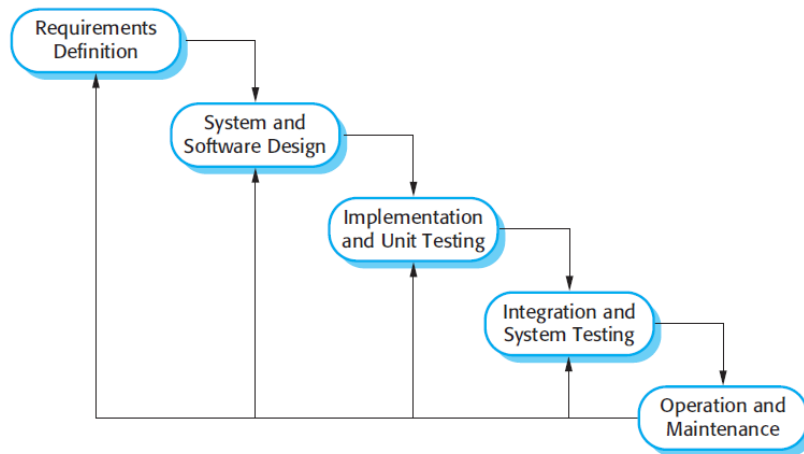 Requirements
Definition
System and
Software Design
Implementation
and Unit Testing
Integration and
System Testing
Operation and
Maintenance